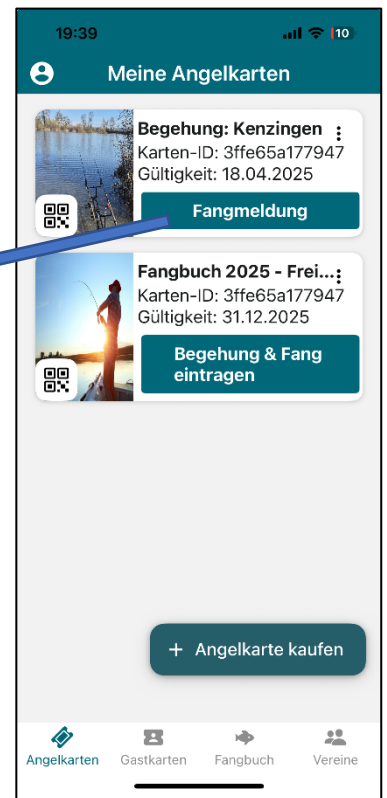 19:39
10
Meine Angelkarten
Begehung: Kenzingen
Karten-ID: 3ffe65a177947
Gültigkeit: 18.04.2025
Fangmeldung
Fangbuch 2025 - Frei...
Karten-ID: 3ffe65a177947
Gültigkeit: 31.12.2025
Begehung & Fang
eintragen
+ Angelkarte kaufen
Angelkarten Gastkarten Fangbuch Vereine